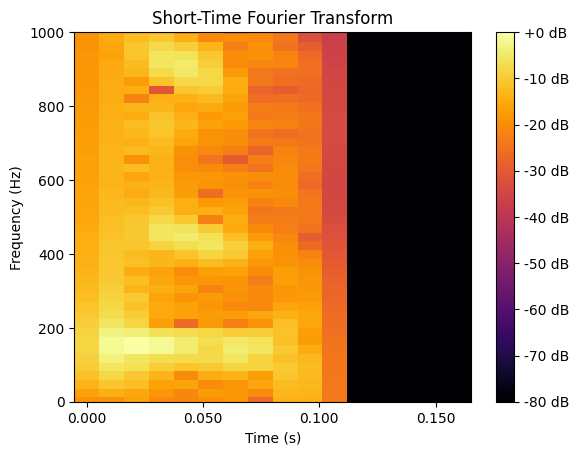 Short-Time Fourier Transform
1000
800
600
400
200
0
Frequency (Hz)
0.000
0.050
0.100
0.150
Time (s)
+0 dB
-10 dB
-20 dB
-30 dB
-40 dB
-50 dB
-60 dB
-70 dB
-80 dB